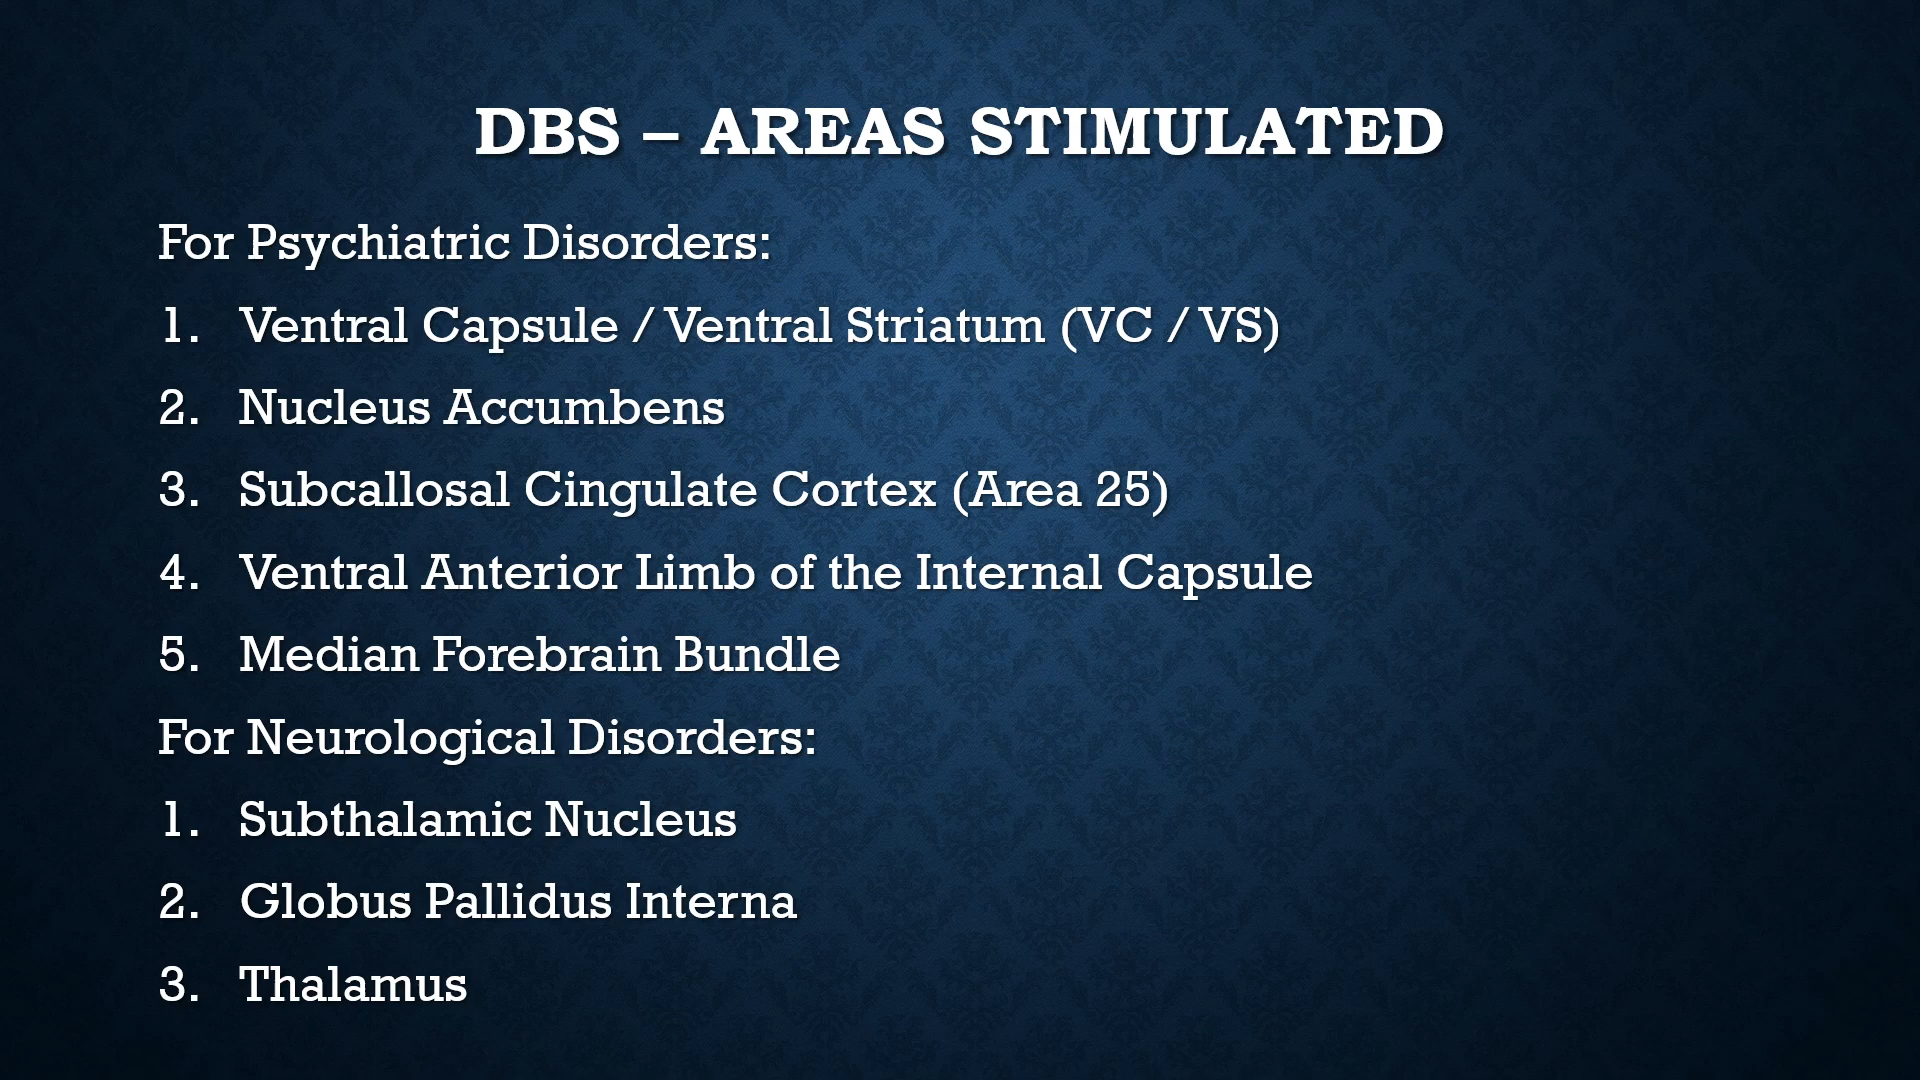 DBS – AREAS STIMULATED
For Psychiatric Disorders:
1. Ventral Capsule / Ventral Striatum (VC / VS)
2. Nucleus Accumbens
3. Subcallosal Cingulate Cortex (Area 25)
4. Ventral Anterior Limb of the Internal Capsule
5. Median Forebrain Bundle
For Neurological Disorders:
1. Subthalamic Nucleus
2. Globus Pallidus Interna
3. Thalamus